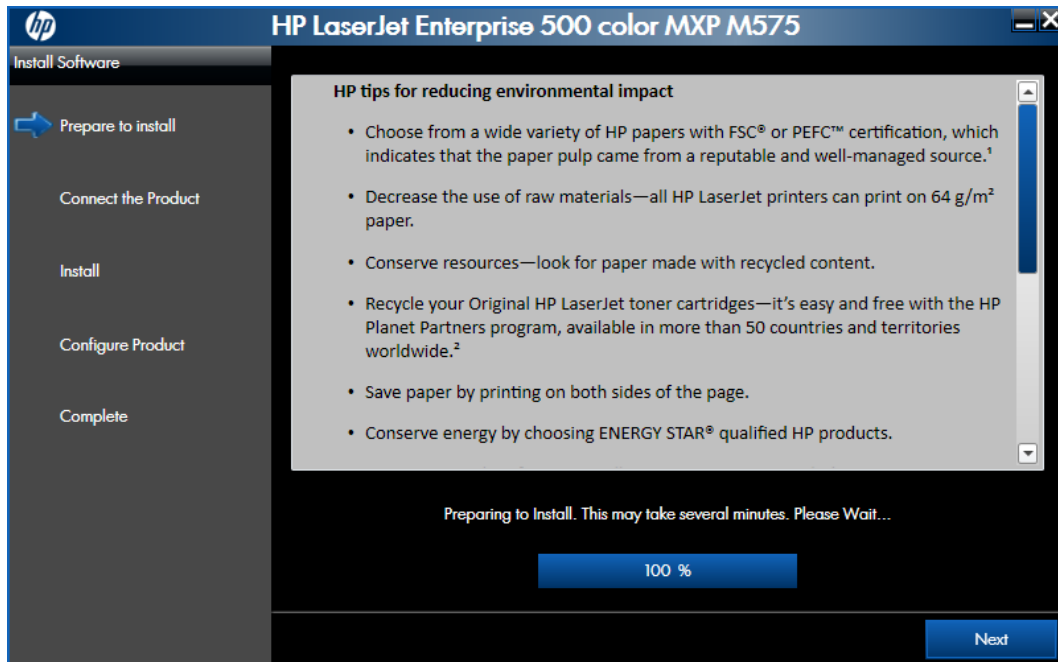 hp
HP LaserJet Enterprise 500 color MXP M575
Install Software
Prepare to install
Connect the Product
Install
Configure Product
Complete
HP tips for reducing environmental impact
• Choose from a wide variety of HP papers with FSC® or PEFC™ certification, which
indicates that the paper pulp came from a reputable and well-managed source.¹
• Decrease the use of raw materials—all HP LaserJet printers can print on 64 g/m²
paper.
• Conserve resources—look for paper made with recycled content.
• Recycle your Original HP LaserJet toner cartridges—it's easy and free with the HP
Planet Partners program, available in more than 50 countries and territories
worldwide.²
• Save paper by printing on both sides of the page.
• Conserve energy by choosing ENERGY STAR® qualified HP products.
Preparing to Install. This may take several minutes. Please Wait...
100 %
Next